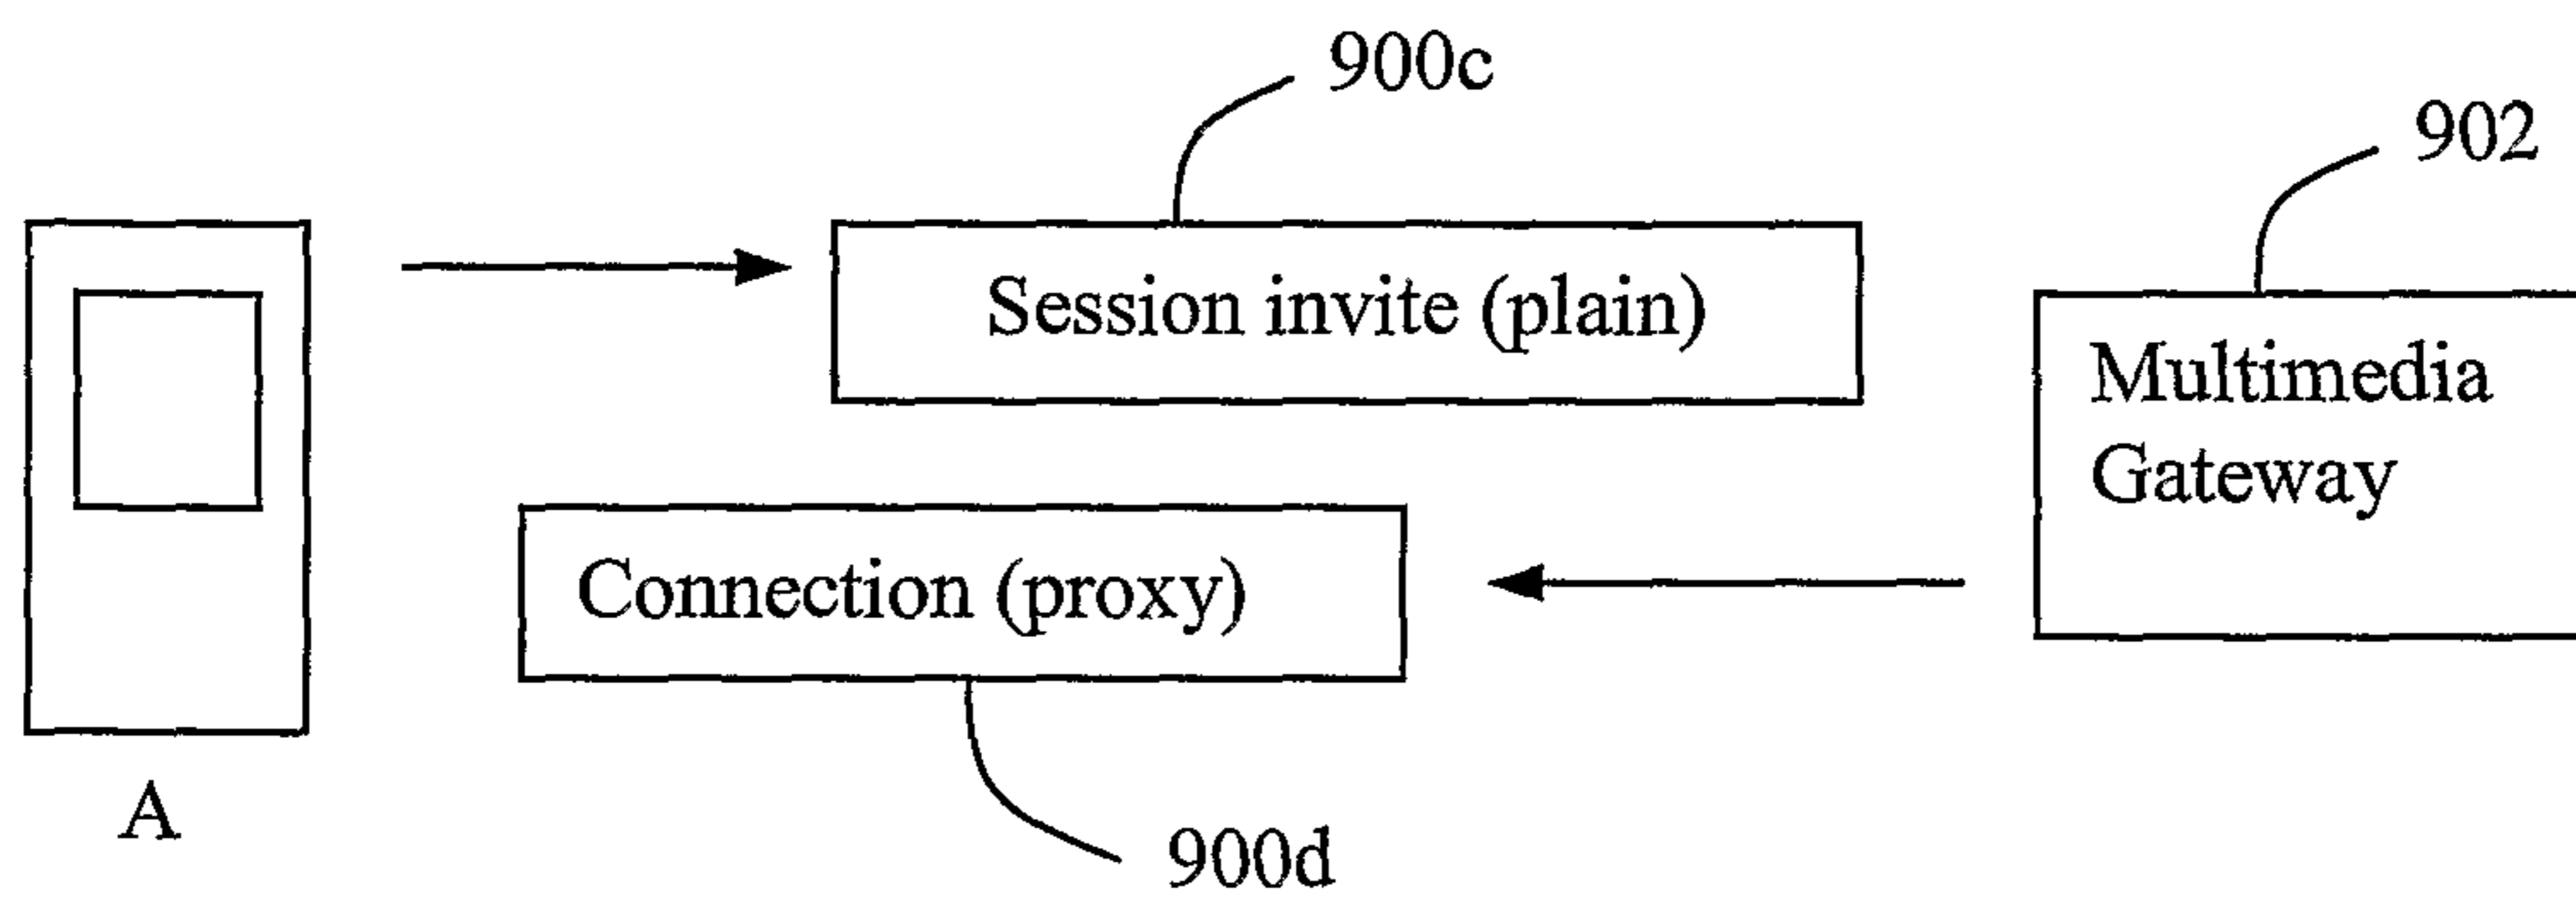 900c
902
Session invite (plain)
Multimedia
Gateway
Connection (proxy)
A
900d